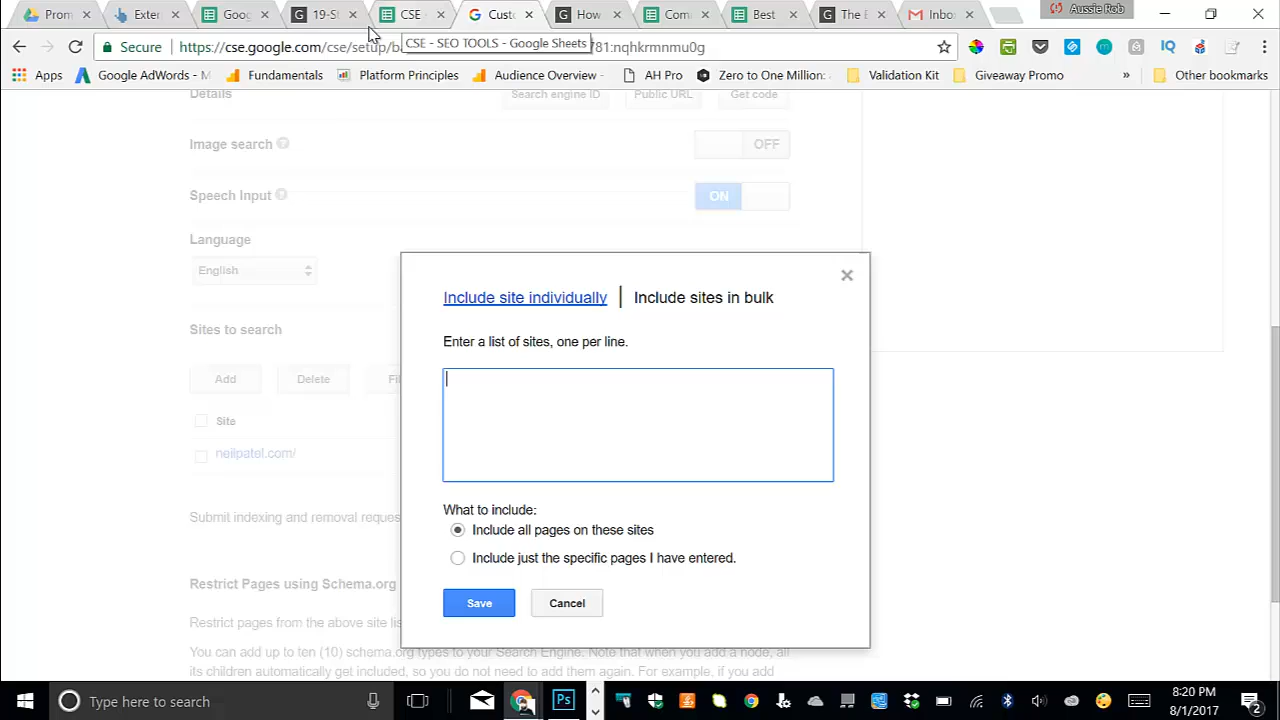 Prom
Exter
Goog
19-St
CSE
Custo
How
Com
Best
The E
Inbo
Aussie Rob
Secure
https://cse.google.com/cse/setup/ba
781:nqhkrmnmu0g
CSE - SEO TOOLS - Google Sheets
Apps
Google AdWords - M
Fundamentals
Platform Principles
Audience Overview -
AH Pro
Zero to One Million:
Validation Kit
Giveaway Promo
»
Other bookmarks
Details
Search engine ID
Public URL
Get code
Image search
OFF
Speech Input
ON
Language
English
Include site individually | Include sites in bulk
Sites to search
Enter a list of sites, one per line.
Add
Delete
Fil
Site
neilpatel.com/
What to include:
Submit indexing and removal reque
Include all pages on these sites
Include just the specific pages I have entered.
Restrict Pages using Schema.org
Save
Cancel
Restrict pages from the above site lis
You can add up to ten (10) schema.org types to your Search Engine. Note that when you add a node, all
its children automatically get included, so you do not need to add them again. For example, if you add
Type here to search
Ps
8:20 PM
8/1/2017
2